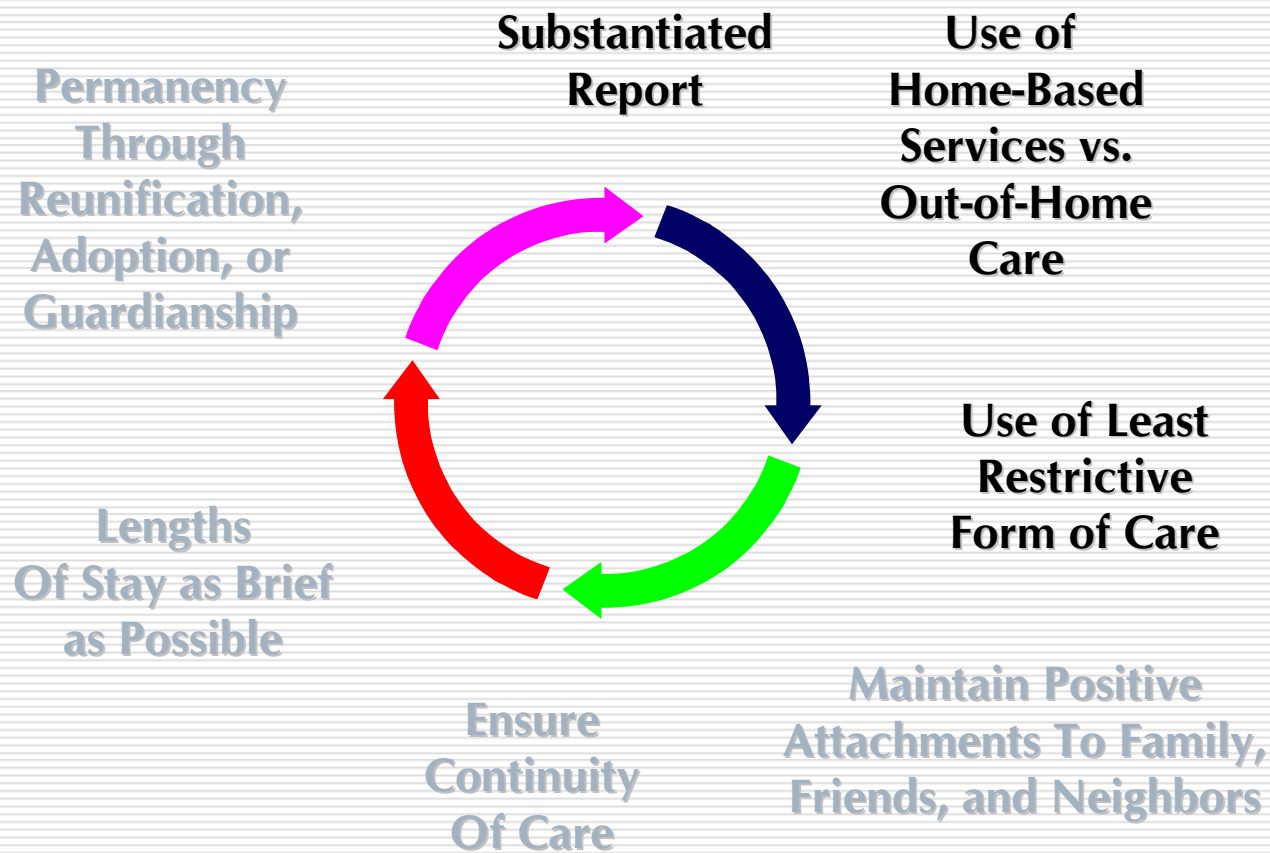 Substantiated
Report
Use of
Home-Based
Services vs.
Out-of-Home
Care
Use of Least
Restrictive
Form of Care
Maintain Positive
Attachments To Family,
Friends, and Neighbors
Ensure
Continuity
Of Care
Lengths
Of Stay as Brief
as Possible
Permanency
Through
Reunification,
Adoption, or
Guardianship